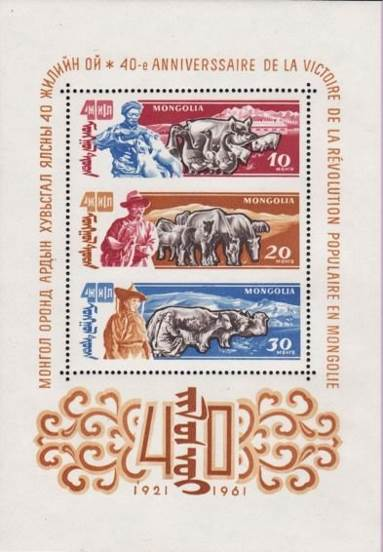 МОНГОЛ ОРОНД АРДЫН ХУВЬСГАЛ ЯЛСНЫ 40 ЖИЛИЙН ОЙ * 40-e ANNIVERSSAIRE DE LA VICTOIRE DE LA RÉVOLUTION POPULAIRE EN MONGOLIE
MONGOLIA
10
МӨНГӨ
MONGOLIA
20
МӨНГӨ
MONGOLIA
30
МӨНГӨ
40
1921 1961